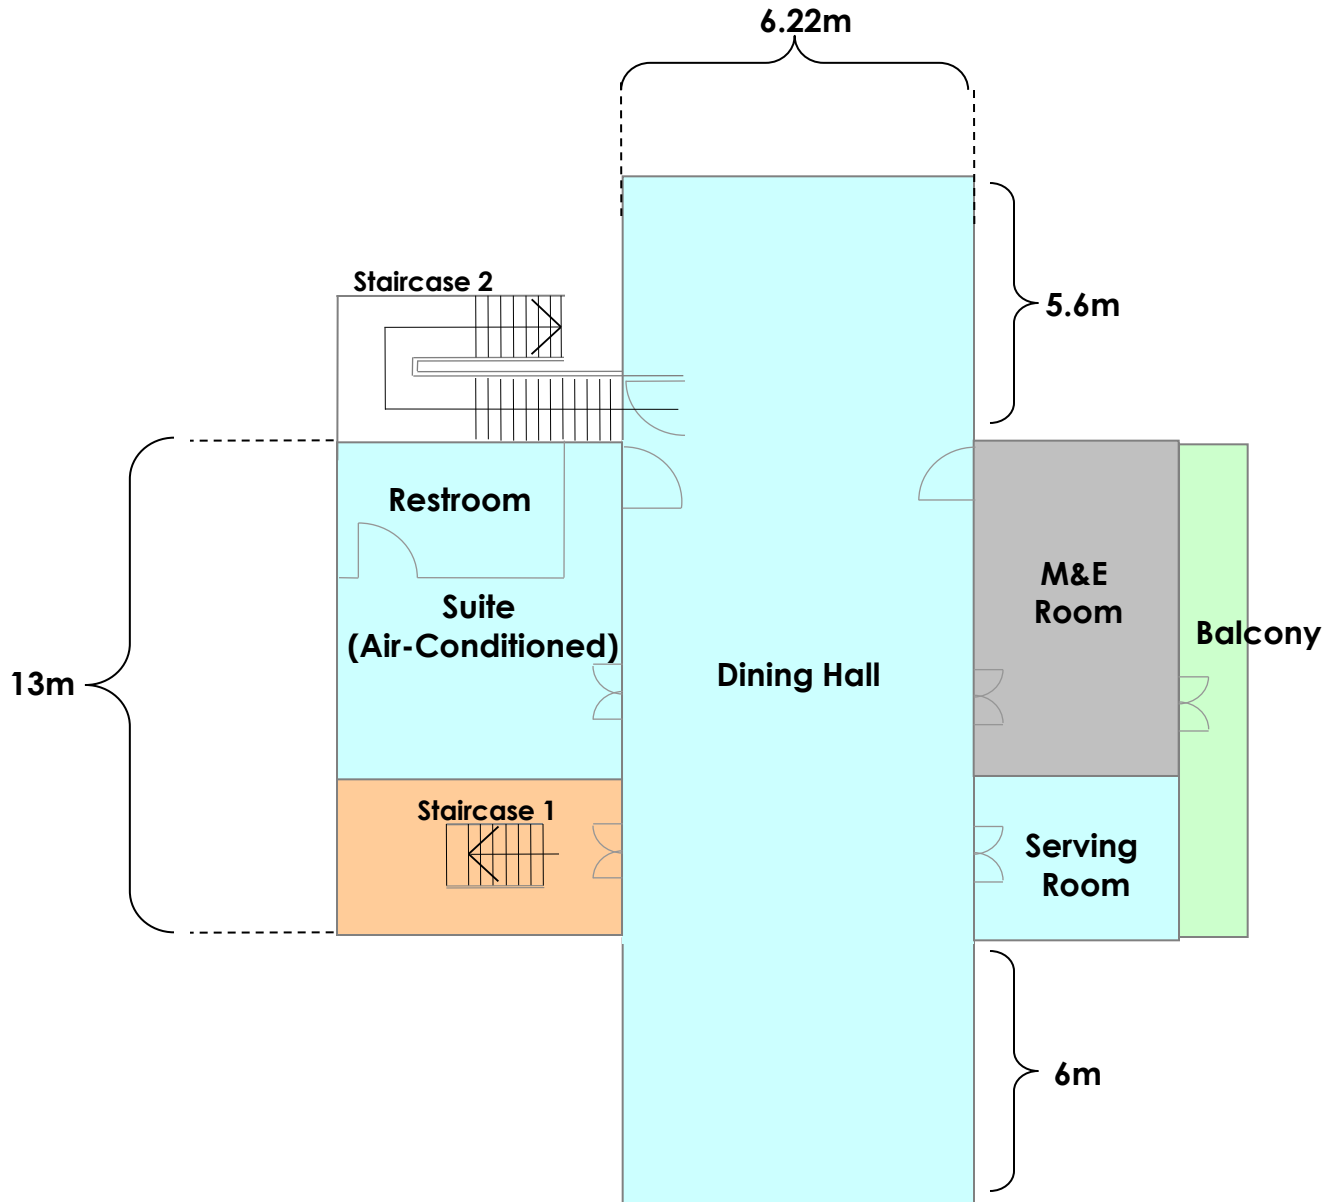 6.22m
Staircase 2
5.6m
Restroom
M&E
Room
Suite
(Air-Conditioned)
Balcony
13m
Dining Hall
Staircase 1
Serving
Room
6m